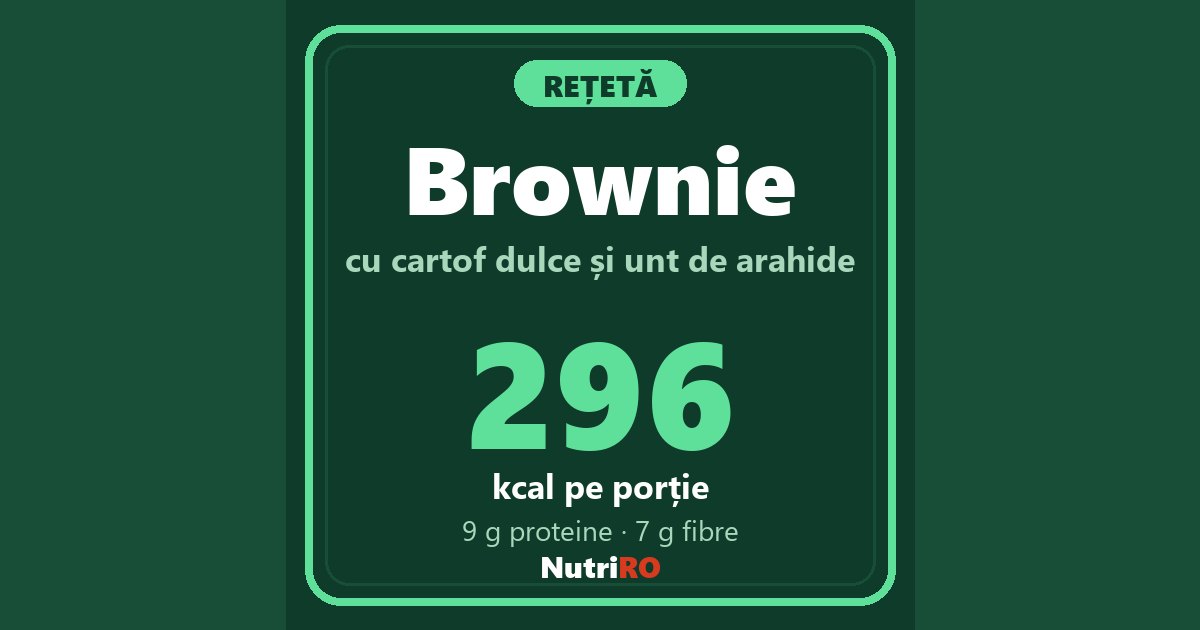 REȚETĂ
Brownie
cu cartof dulce și unt de arahide
296
kcal pe porție
9 g proteine · 7 g fibre
NutriRO